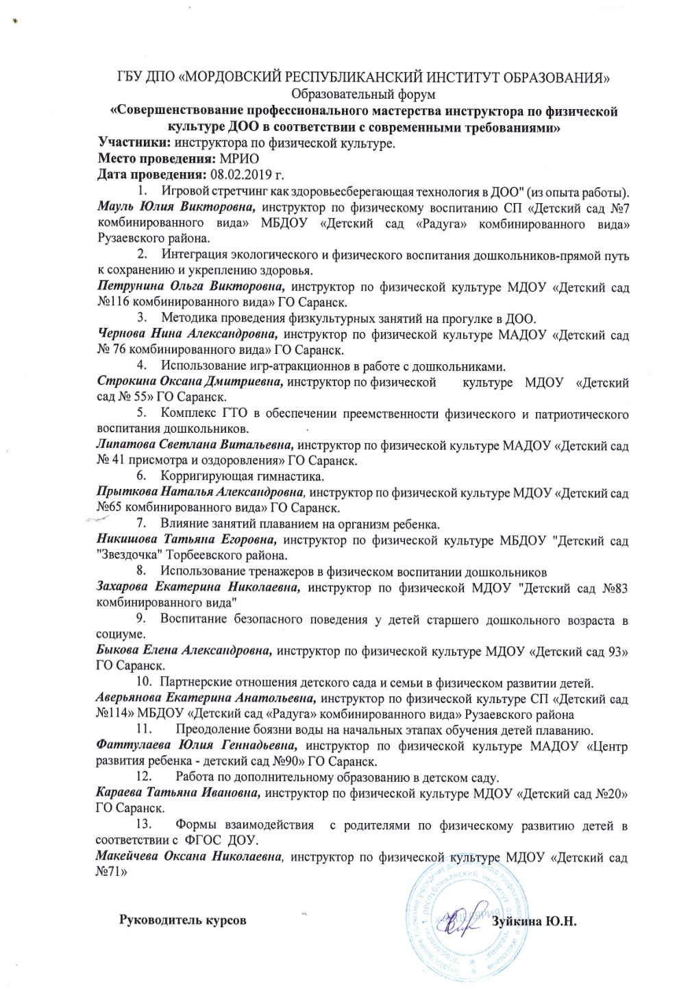 ГБУ ДПО «МОРДОВСКИЙ РЕСПУБЛИКАНСКИЙ ИНСТИТУТ ОБРАЗОВАНИЯ»
Образовательный форум
«Совершенствование профессионального мастерства инструктора по физической
культуре ДОО в соответствии с современными требованиями»
Участники: инструктора по физической культуре.
Место проведения: МРИО
Дата проведения: 08.02.2019 г.
1. Игровой стретчинг как здоровьесберегающая технология в ДОО" (из опыта работы).
Мауль Юлия Викторовна, инструктор по физическому воспитанию СП «Детский сад №7
комбинированного вида» МБДОУ «Детский сад «Радуга» комбинированного вида»
Рузаевского района.
2. Интеграция экологического и физического воспитания дошкольников-прямой путь
к сохранению и укреплению здоровья.
Петрунина Ольга Викторовна, инструктор по физической культуре МДОУ «Детский сад
№116 комбинированного вида» ГО Саранск.
3. Методика проведения физкультурных занятий на прогулке в ДОО.
Чернова Нина Александровна, инструктор по физической культуре МАДОУ «Детский сад
№ 76 комбинированного вида» ГО Саранск.
4. Использование игр-атракционнов в работе с дошкольниками.
Строкина Оксана Дмитриевна, инструктор по физической культуре МДОУ «Детский
сад № 55» ГО Саранск.
5. Комплекс ГТО в обеспечении преемственности физического и патриотического
воспитания дошкольников.
Липатова Светлана Витальевна, инструктор по физической культуре МАДОУ «Детский сад
№ 41 присмотра и оздоровления» ГО Саранск.
6. Корригирующая гимнастика.
Прыткова Наталья Александровна, инструктор по физической культуре МДОУ «Детский сад
№65 комбинированного вида» ГО Саранск.
7. Влияние занятий плаванием на организм ребенка.
Никишова Татьяна Егоровна, инструктор по физической культуре МБДОУ "Детский сад
"Звездочка" Торбеевского района.
8. Использование тренажеров в физическом воспитании дошкольников
Захарова Екатерина Николаевна, инструктор по физической МДОУ "Детский сад №83
комбинированного вида"
9. Воспитание безопасного поведения у детей старшего дошкольного возраста в
социуме.
Быкова Елена Александровна, инструктор по физической культуре МДОУ «Детский сад 93»
ГО Саранск.
10. Партнерские отношения детского сада и семьи в физическом развитии детей.
Аверьянова Екатерина Анатольевна, инструктор по физической культуре СП «Детский сад
№114» МБДОУ «Детский сад «Радуга» комбинированного вида» Рузаевского района
11. Преодоление боязни воды на начальных этапах обучения детей плаванию.
Фаттулаева Юлия Геннадьевна, инструктор по физической культуре МАДОУ «Центр
развития ребенка - детский сад №90» ГО Саранск.
12. Работа по дополнительному образованию в детском саду.
Караева Татьяна Ивановна, инструктор по физической культуре МДОУ «Детский сад №20»
ГО Саранск.
13. Формы взаимодействия с родителями по физическому развитию детей в
соответствии с ФГОС ДОУ.
Макейчева Оксана Николаевна, инструктор по физической культуре МДОУ «Детский сад
№71»
Руководитель курсов Зуйкина Ю.Н.
КАНЦЕЛЯРИЯ